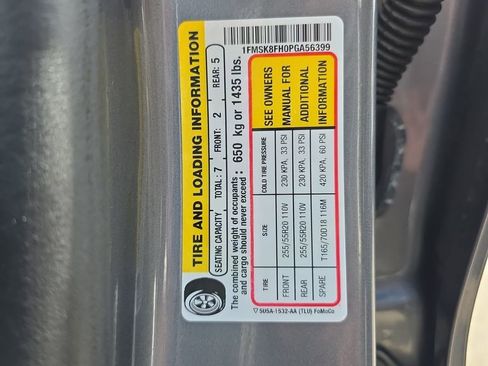 1FMSK8FH0PGA56399
TIRE AND LOADING INFORMATION
SEATING CAPACITY TOTAL: 7 FRONT: 2 REAR: 5
The combined weight of occupants
and cargo should never exceed: 650 kg or 1435 lbs.
TIRE SIZE COLD TIRE PRESSURE SEE OWNERS
FRONT 255/55R20 110V 230 KPA, 33 PSI MANUAL FOR
REAR 255/55R20 110V 230 KPA, 33 PSI ADDITIONAL
SPARE T165/70D18 116M 420 KPA, 60 PSI INFORMATION
▽ 5U5A-1532-AA (TLU) FoMoCo